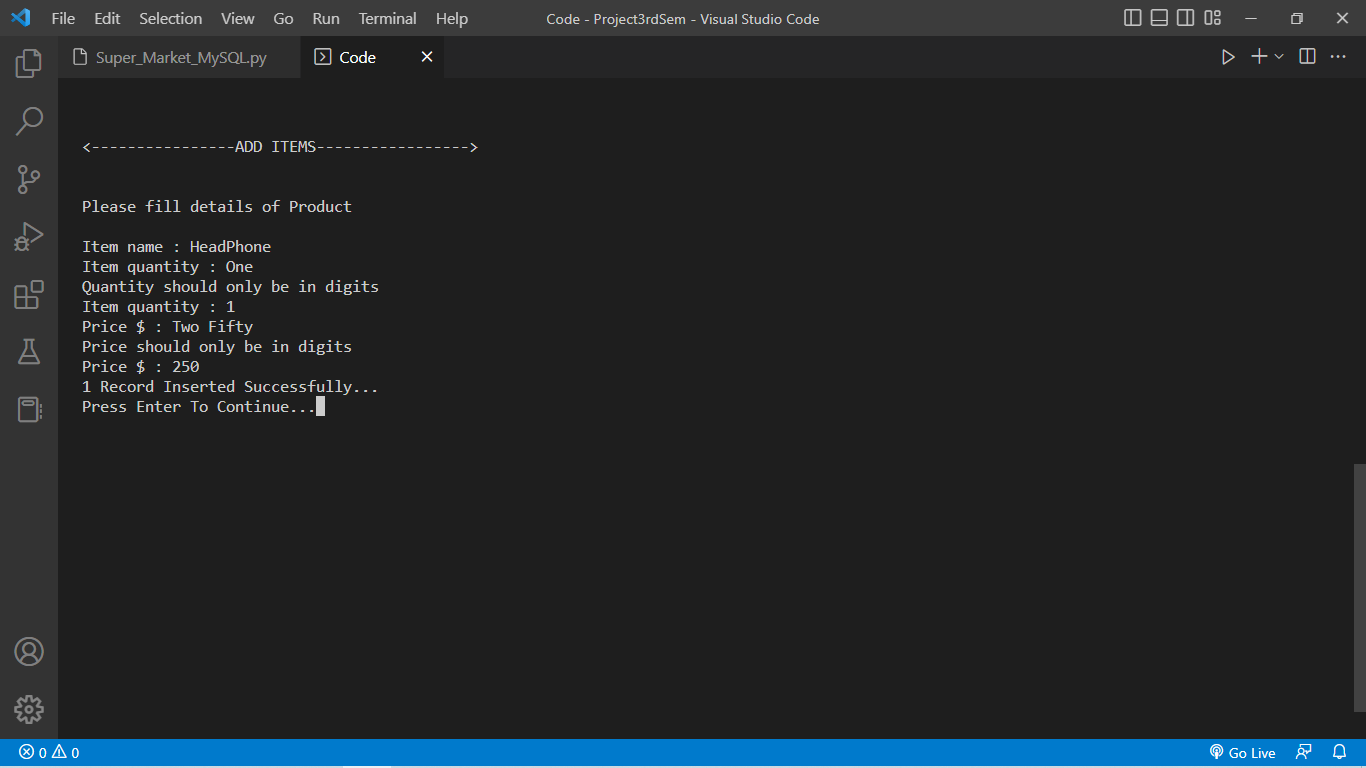 File Edit Selection View Go Run Terminal Help Code - Project3rdSem - Visual Studio Code
Super_Market_MySQL.py Code
<----------------ADD ITEMS----------------->
Please fill details of Product
Item name : HeadPhone
Item quantity : One
Quantity should only be in digits
Item quantity : 1
Price $ : Two Fifty
Price should only be in digits
Price $ : 250
1 Record Inserted Successfully...
Press Enter To Continue...
0 0 Go Live